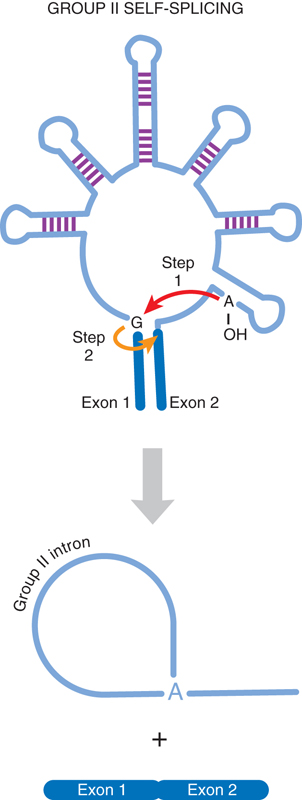 GROUP II SELF-SPLICING
Step
1
A
OH
G
Step
2
Exon 1
Exon 2
Group II intron
A
+
Exon 1
Exon 2